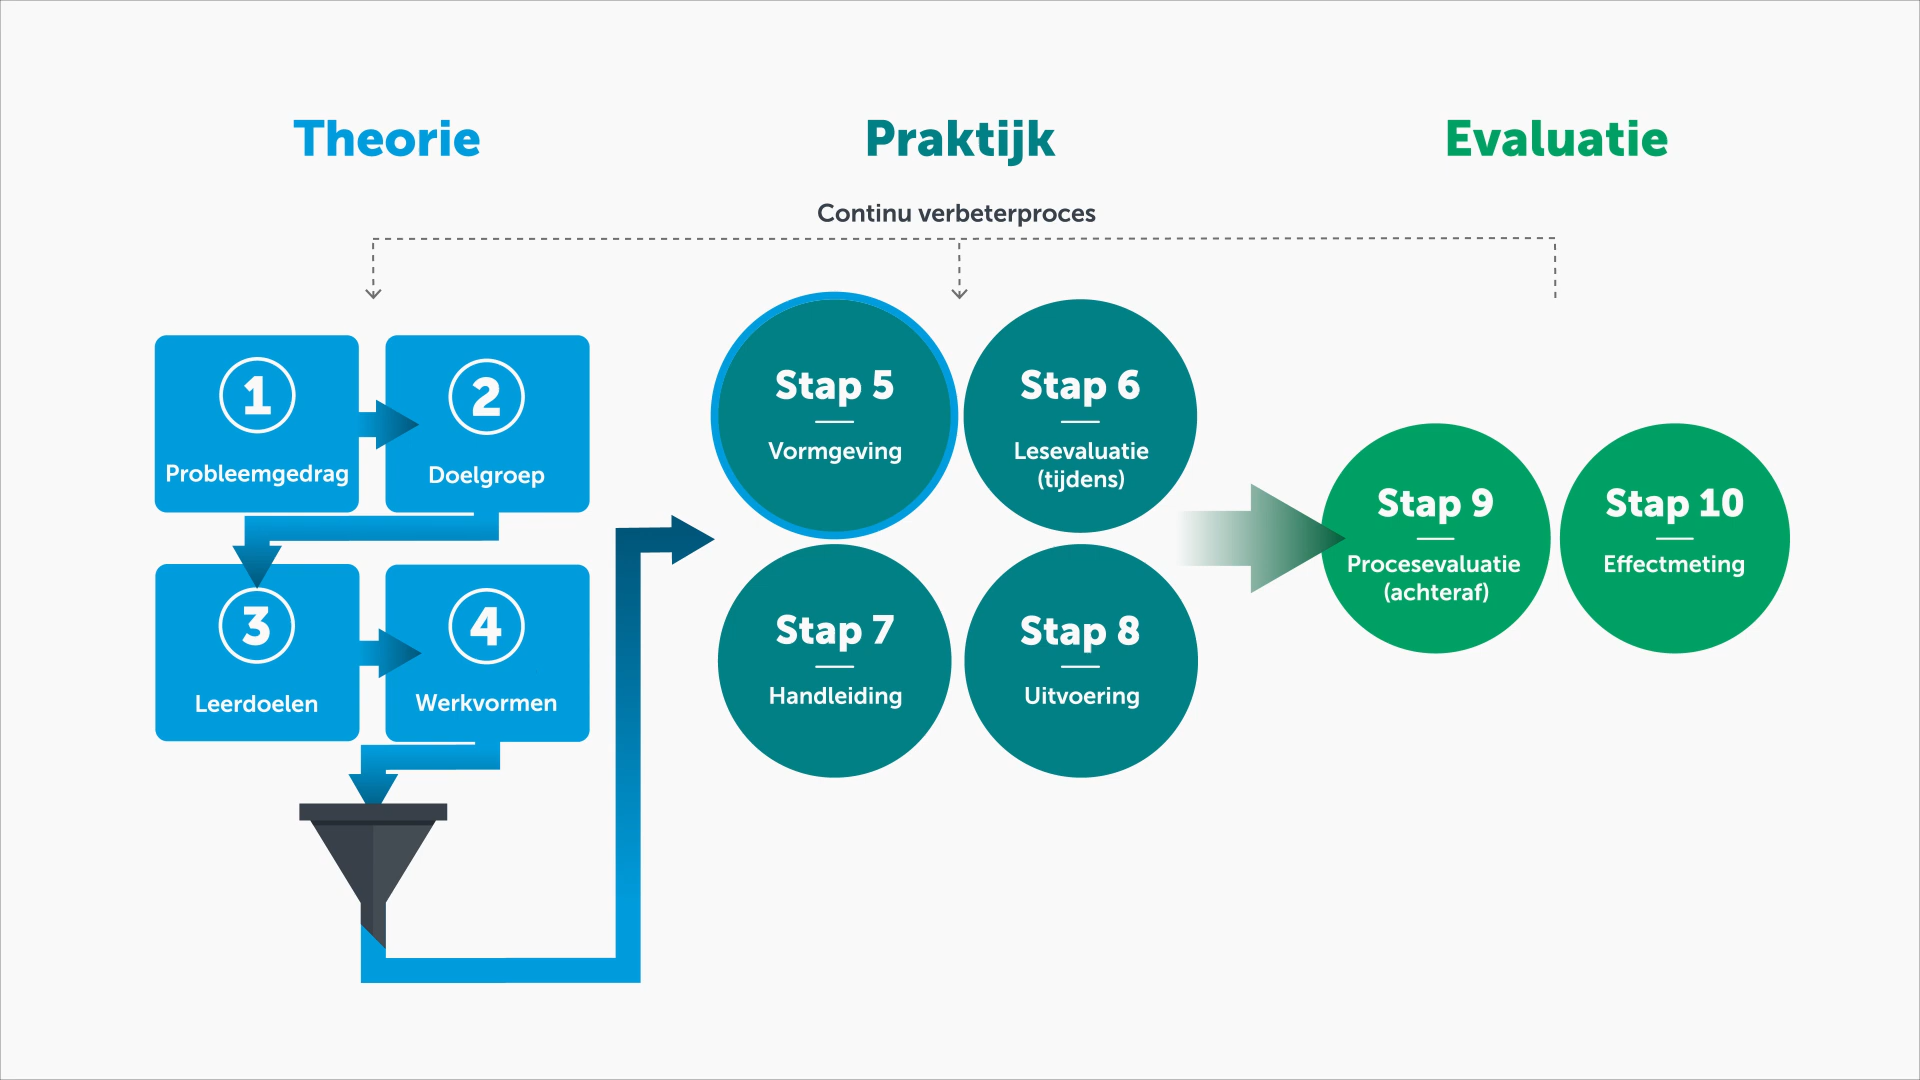 Theorie
Praktijk
Evaluatie
Continu verbeterproces
1
Probleemgedrag
2
Doelgroep
3
Leerdoelen
4
Werkvormen
Stap 5
Vormgeving
Stap 6
Lesevaluatie
(tijdens)
Stap 7
Handleiding
Stap 8
Uitvoering
Stap 9
Procesevaluatie
(achteraf)
Stap 10
Effectmeting